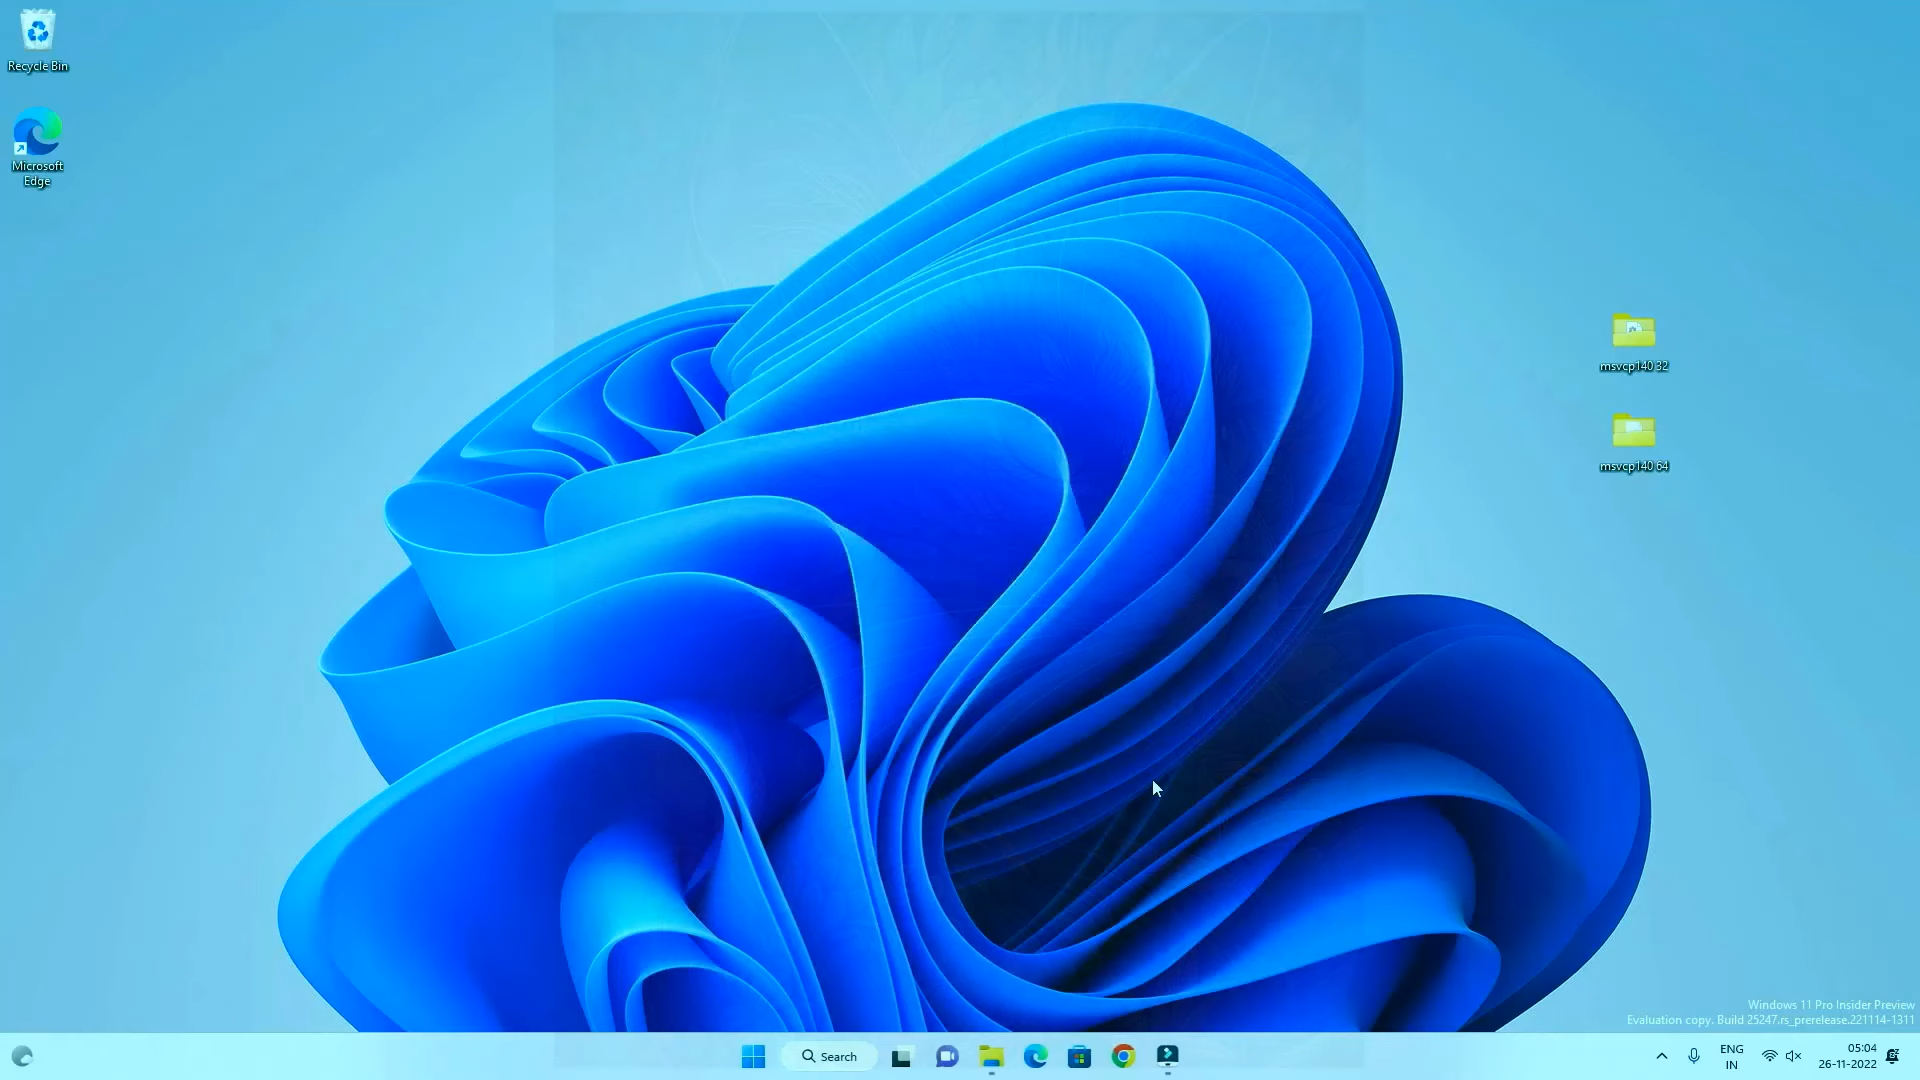 Recycle Bin
Microsoft
Edge
msvcp140 32
msvcp140 64
Windows 11 Pro Insider Preview
Evaluation copy. Build 25247.rs_prerelease.221114-1311
Search
ENG
IN
05:04
26-11-2022